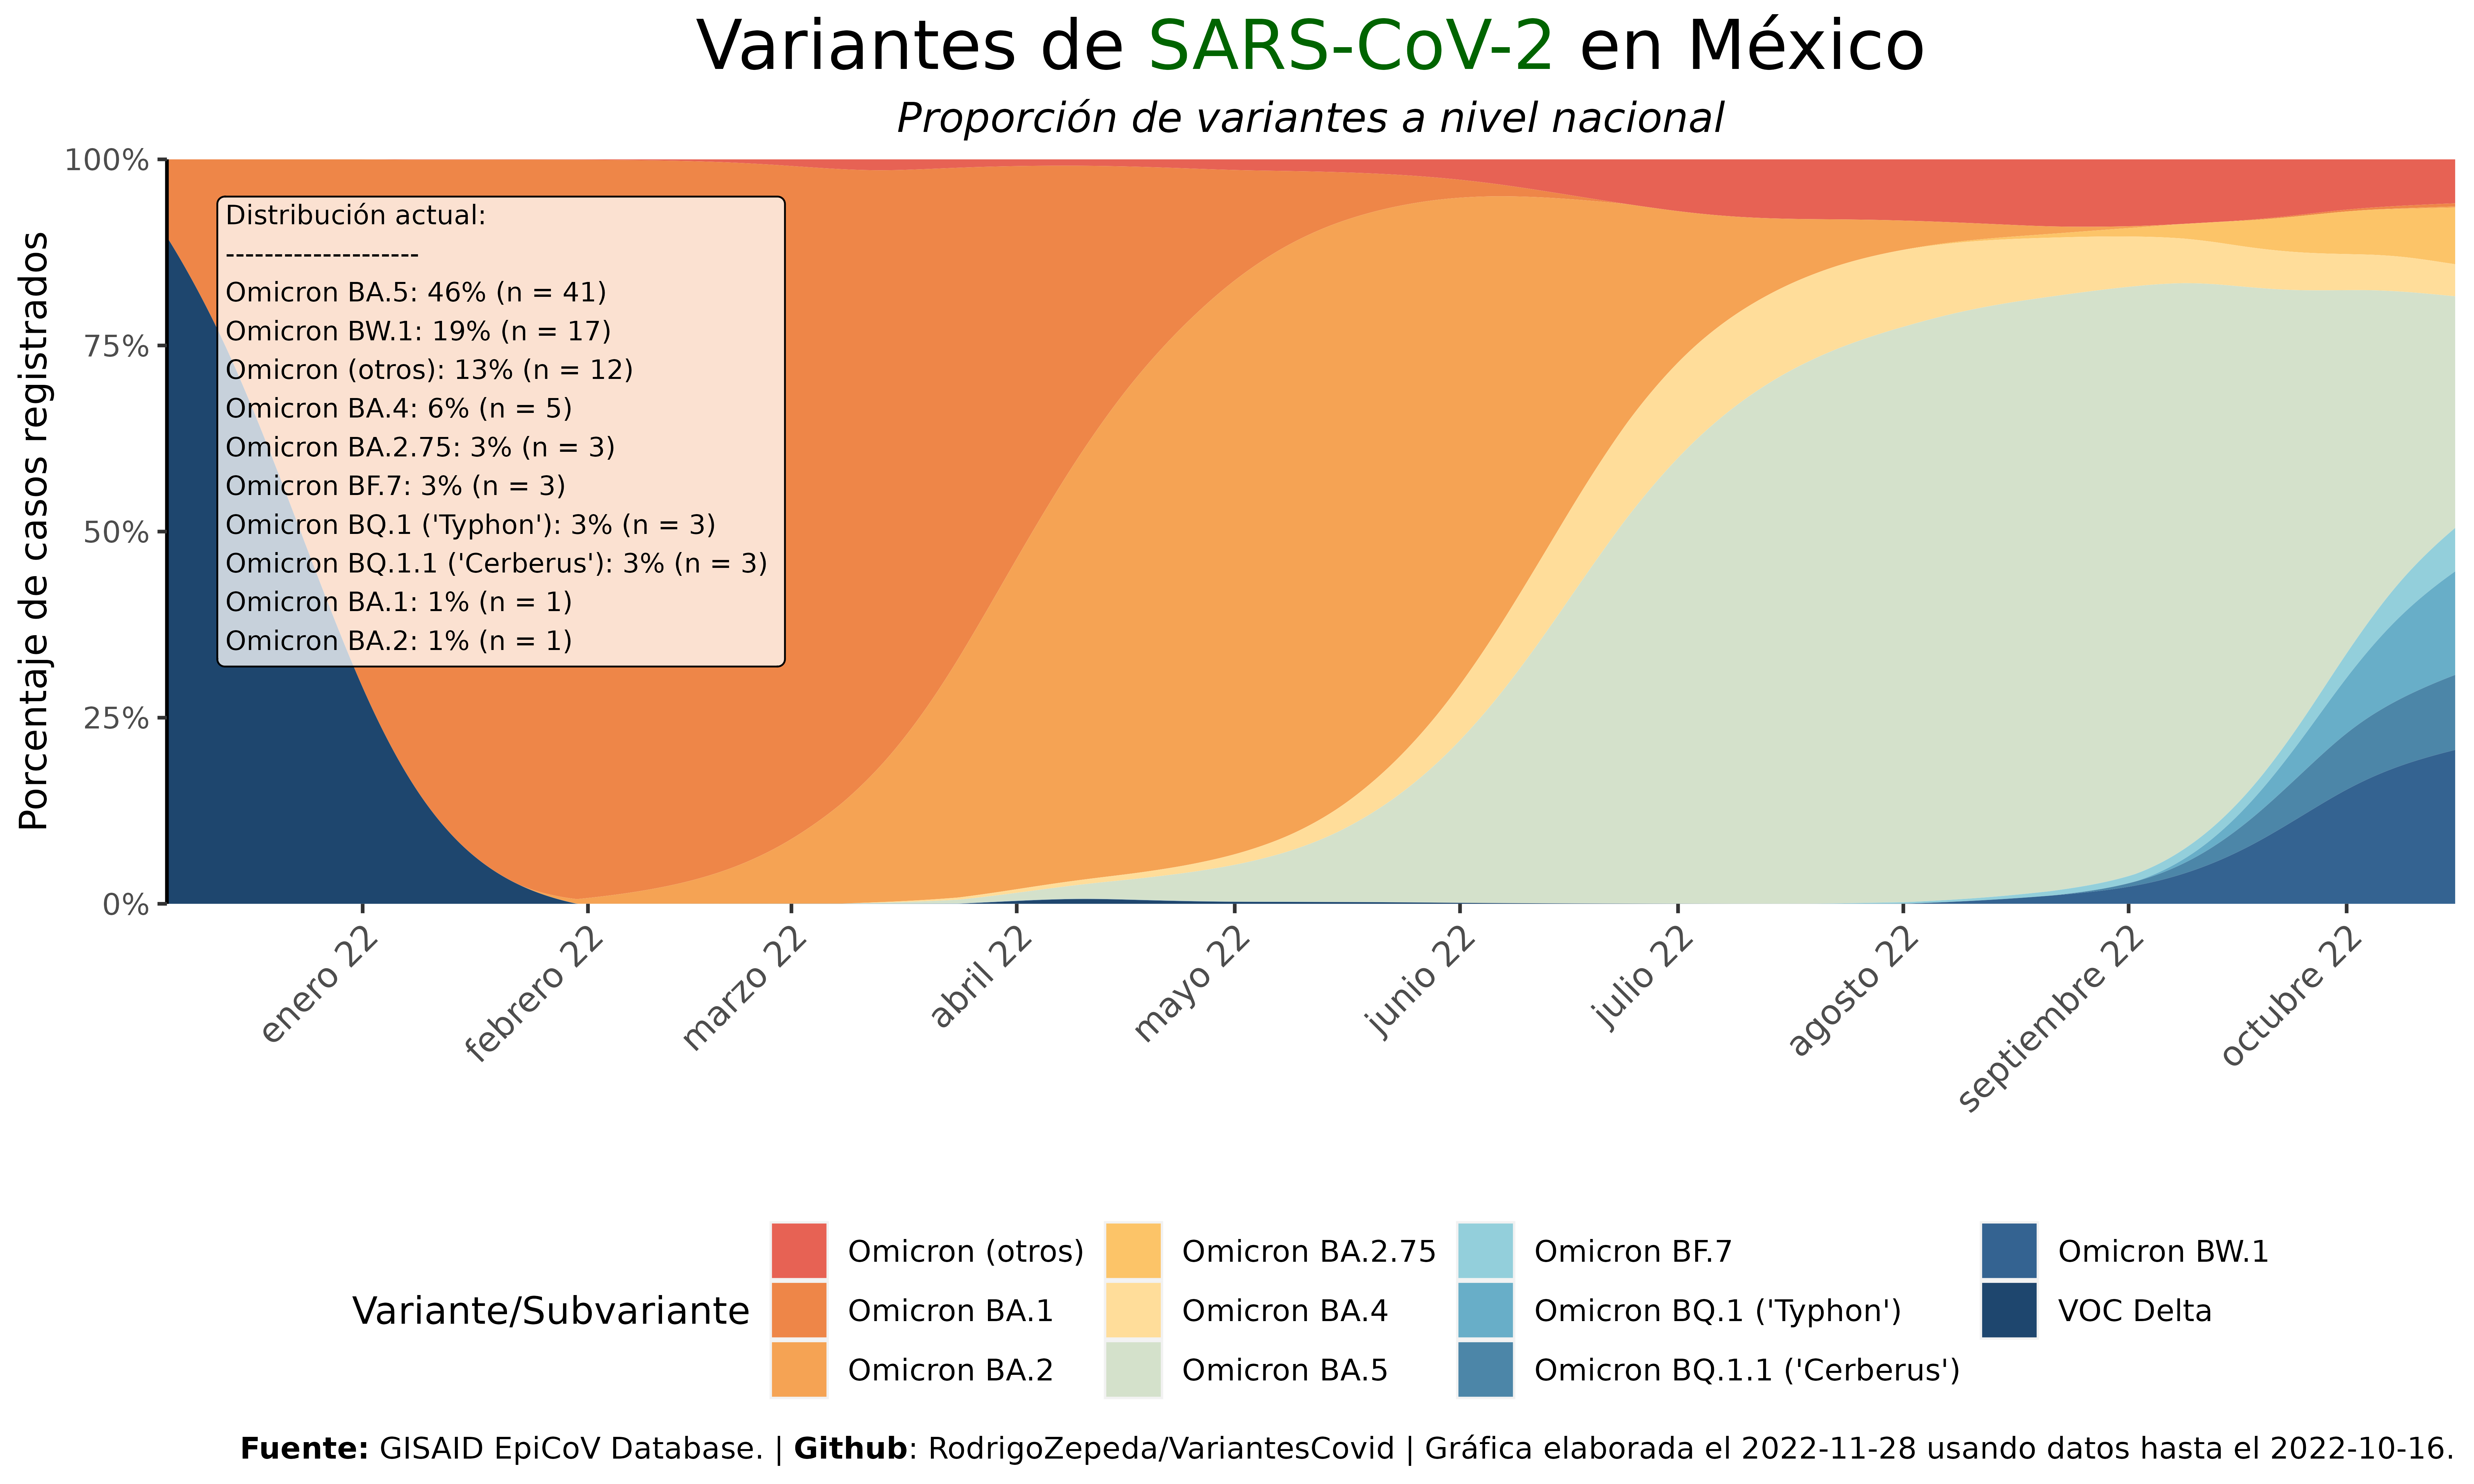 Variantes de SARS-CoV-2 en México
Proporción de variantes a nivel nacional
Porcentaje de casos registrados
100%
75%
50%
25%
0%
Distribución actual:
--------------------
Omicron BA.5: 46% (n = 41)
Omicron BW.1: 19% (n = 17)
Omicron (otros): 13% (n = 12)
Omicron BA.4: 6% (n = 5)
Omicron BA.2.75: 3% (n = 3)
Omicron BF.7: 3% (n = 3)
Omicron BQ.1 ('Typhon'): 3% (n = 3)
Omicron BQ.1.1 ('Cerberus'): 3% (n = 3)
Omicron BA.1: 1% (n = 1)
Omicron BA.2: 1% (n = 1)
enero 22
febrero 22
marzo 22
abril 22
mayo 22
junio 22
julio 22
agosto 22
septiembre 22
octubre 22
Variante/Subvariante
Omicron (otros)
Omicron BA.1
Omicron BA.2
Omicron BA.2.75
Omicron BA.4
Omicron BA.5
Omicron BF.7
Omicron BQ.1 ('Typhon')
Omicron BQ.1.1 ('Cerberus')
Omicron BW.1
VOC Delta
Fuente: GISAID EpiCoV Database. | Github: RodrigoZepeda/VariantesCovid | Gráfica elaborada el 2022-11-28 usando datos hasta el 2022-10-16.